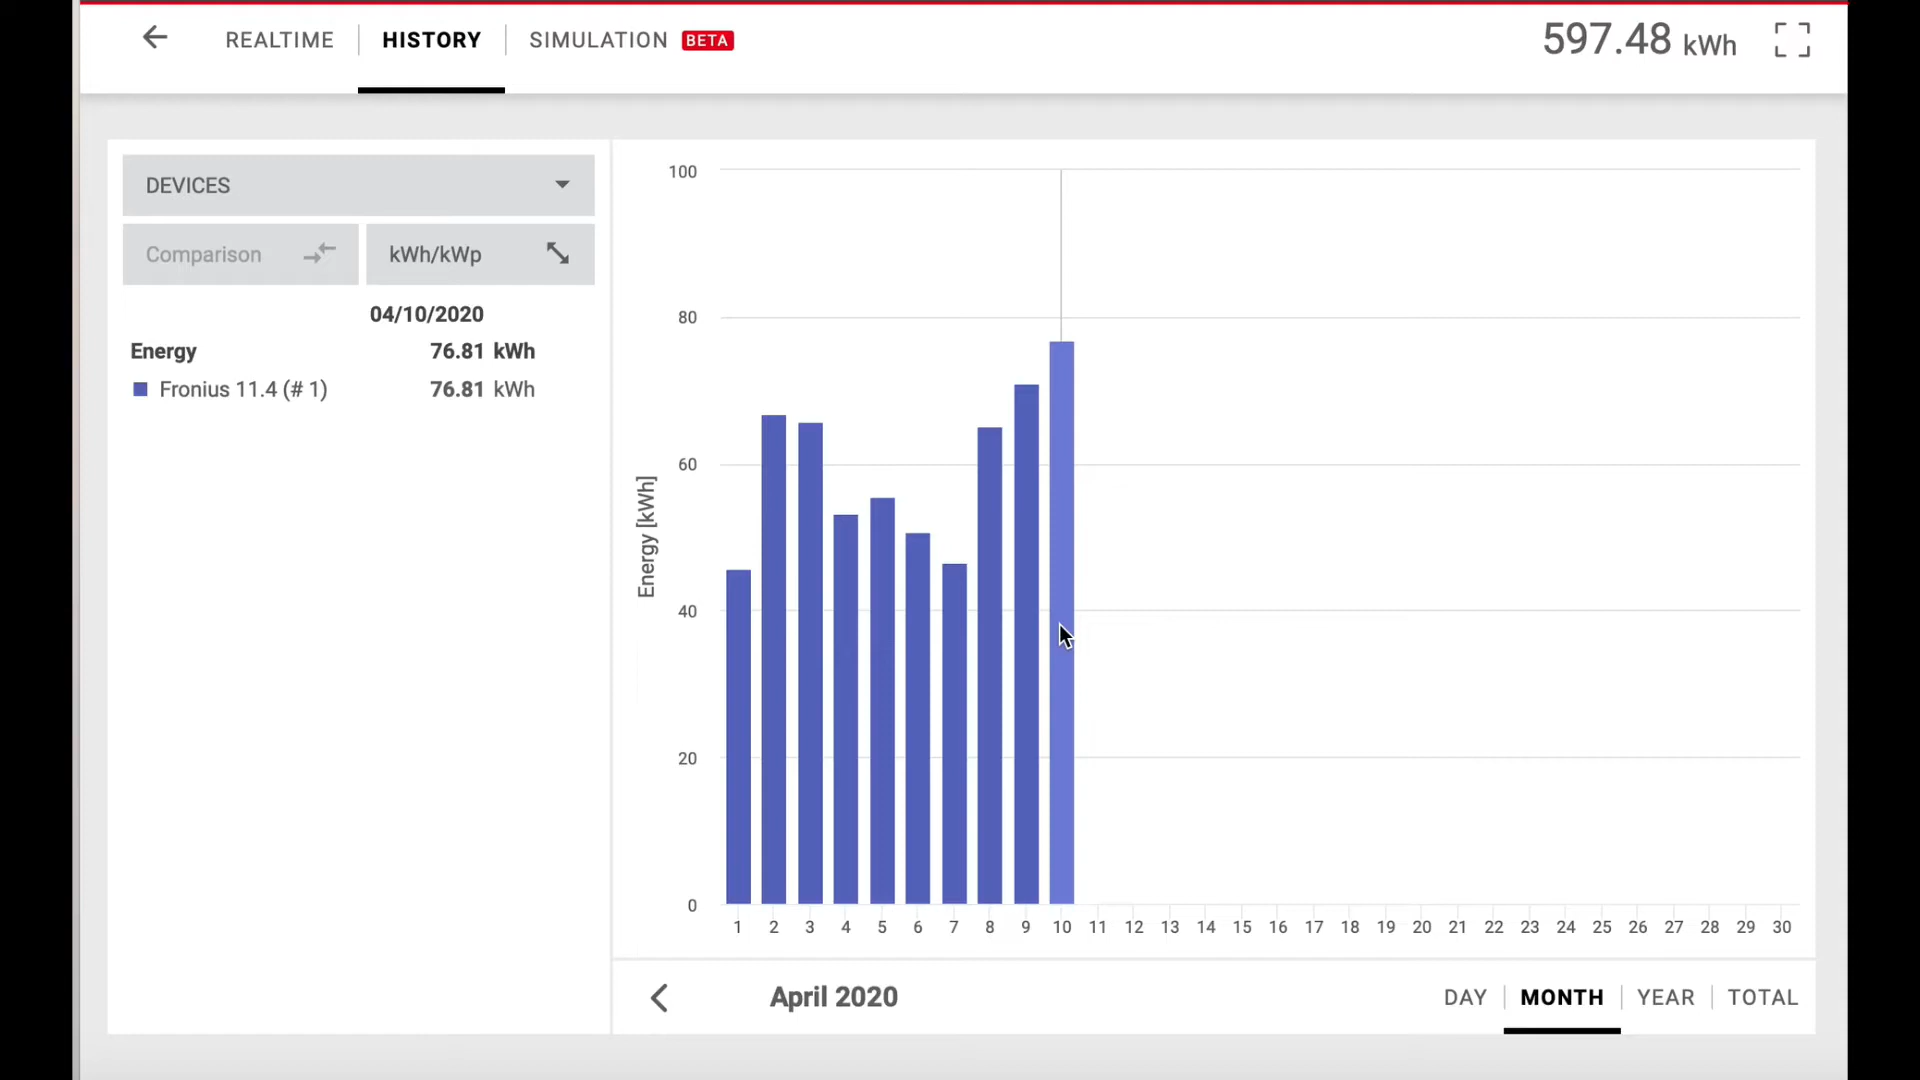 REALTIME HISTORY SIMULATION BETA 597.48 kWh
DEVICES
Comparison kWh/kWp
04/10/2020
Energy 76.81 kWh
Fronius 11.4 (# 1) 76.81 kWh
Energy [kWh]
100
80
60
40
20
0
1 2 3 4 5 6 7 8 9 10 11 12 13 14 15 16 17 18 19 20 21 22 23 24 25 26 27 28 29 30
April 2020 DAY MONTH YEAR TOTAL